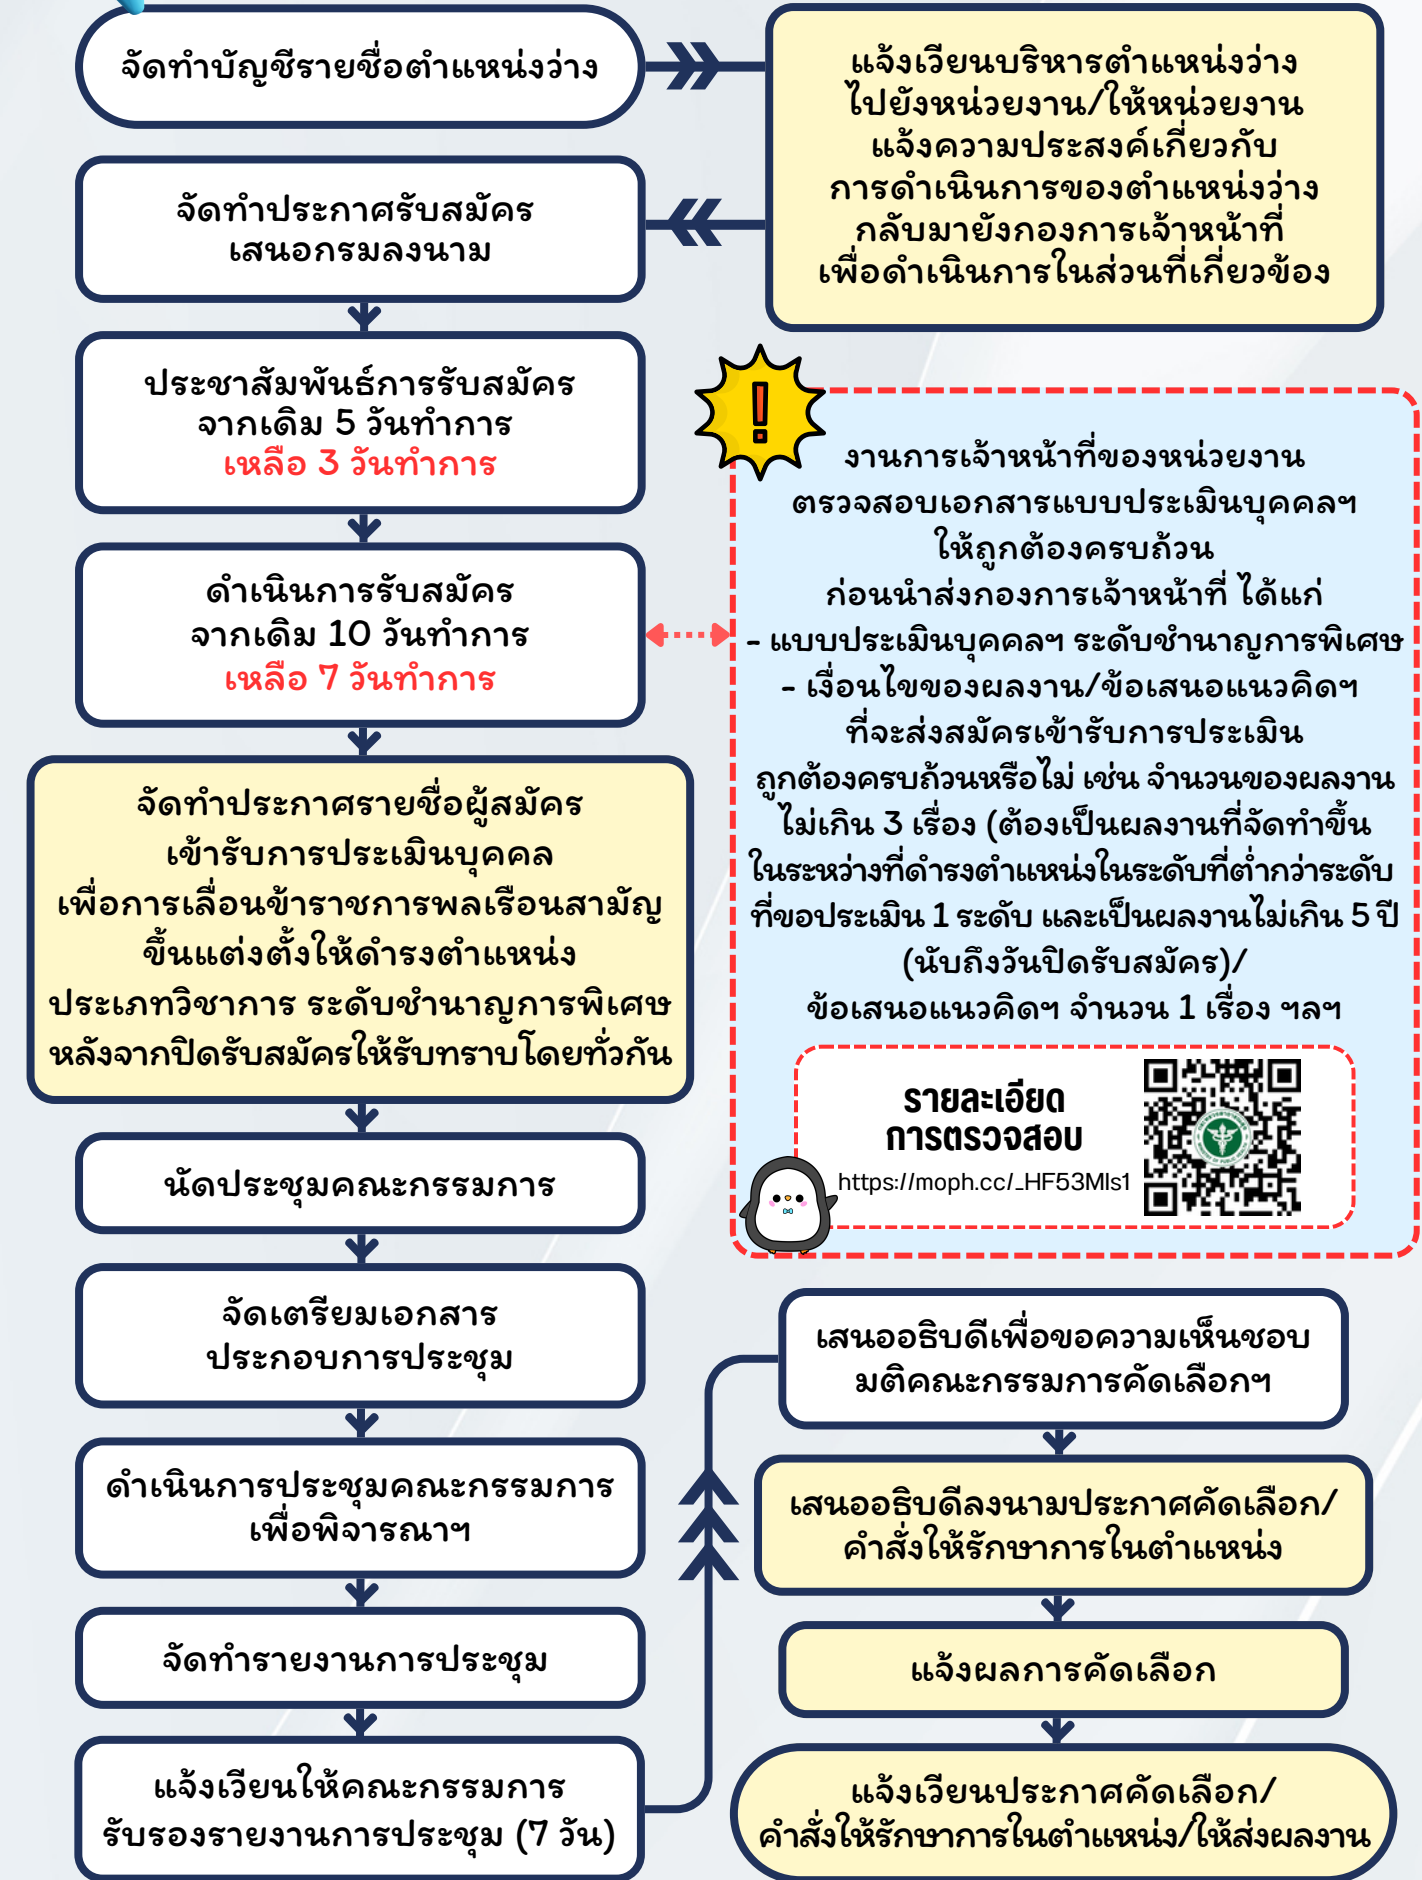 จัดทำบัญชีรายชื่อตำแหน่งว่าง
แจ้งเวียนบริหารตำแหน่งว่าง
ไปยังหน่วยงาน/ให้หน่วยงาน
แจ้งความประสงค์เกี่ยวกับ
การดำเนินการของตำแหน่งว่าง
กลับมายังกองการเจ้าหน้าที่
เพื่อดำเนินการในส่วนที่เกี่ยวข้อง
จัดทำประกาศรับสมัคร
เสนอกรมลงนาม
ประชาสัมพันธ์การรับสมัคร
จากเดิม 5 วันทำการ
เหลือ 3 วันทำการ
ดำเนินการรับสมัคร
จากเดิม 10 วันทำการ
เหลือ 7 วันทำการ
!
งานการเจ้าหน้าที่ของหน่วยงาน
ตรวจสอบเอกสารแบบประเมินบุคคลฯ
ให้ถูกต้องครบถ้วน
ก่อนนำส่งกองการเจ้าหน้าที่ ได้แก่
- แบบประเมินบุคคลฯ ระดับชำนาญการพิเศษ
- เงื่อนไขของผลงาน/ข้อเสนอแนวคิดฯ
ที่จะส่งสมัครเข้ารับการประเมิน
ถูกต้องครบถ้วนหรือไม่ เช่น จำนวนของผลงาน
ไม่เกิน 3 เรื่อง (ต้องเป็นผลงานที่จัดทำขึ้น
ในระหว่างที่ดำรงตำแหน่งในระดับที่ต่ำกว่าระดับ
ที่ขอประเมิน 1 ระดับ และเป็นผลงานไม่เกิน 5 ปี
(นับถึงวันปิดรับสมัคร)/
ข้อเสนอแนวคิดฯ จำนวน 1 เรื่อง ฯลฯ
รายละเอียด
การตรวจสอบ
https://moph.cc/_HF53MIs1
จัดทำประกาศรายชื่อผู้สมัคร
เข้ารับการประเมินบุคคล
เพื่อการเลื่อนข้าราชการพลเรือนสามัญ
ขึ้นแต่งตั้งให้ดำรงตำแหน่ง
ประเภทวิชาการ ระดับชำนาญการพิเศษ
หลังจากปิดรับสมัครให้รับทราบโดยทั่วกัน
นัดประชุมคณะกรรมการ
จัดเตรียมเอกสาร
ประกอบการประชุม
ดำเนินการประชุมคณะกรรมการ
เพื่อพิจารณาฯ
จัดทำรายงานการประชุม
แจ้งเวียนให้คณะกรรมการ
รับรองรายงานการประชุม (7 วัน)
เสนออธิบดีเพื่อขอความเห็นชอบ
มติคณะกรรมการคัดเลือกฯ
เสนออธิบดีลงนามประกาศคัดเลือก/
คำสั่งให้รักษาการในตำแหน่ง
แจ้งผลการคัดเลือก
แจ้งเวียนประกาศคัดเลือก/
คำสั่งให้รักษาการในตำแหน่ง/ให้ส่งผลงาน